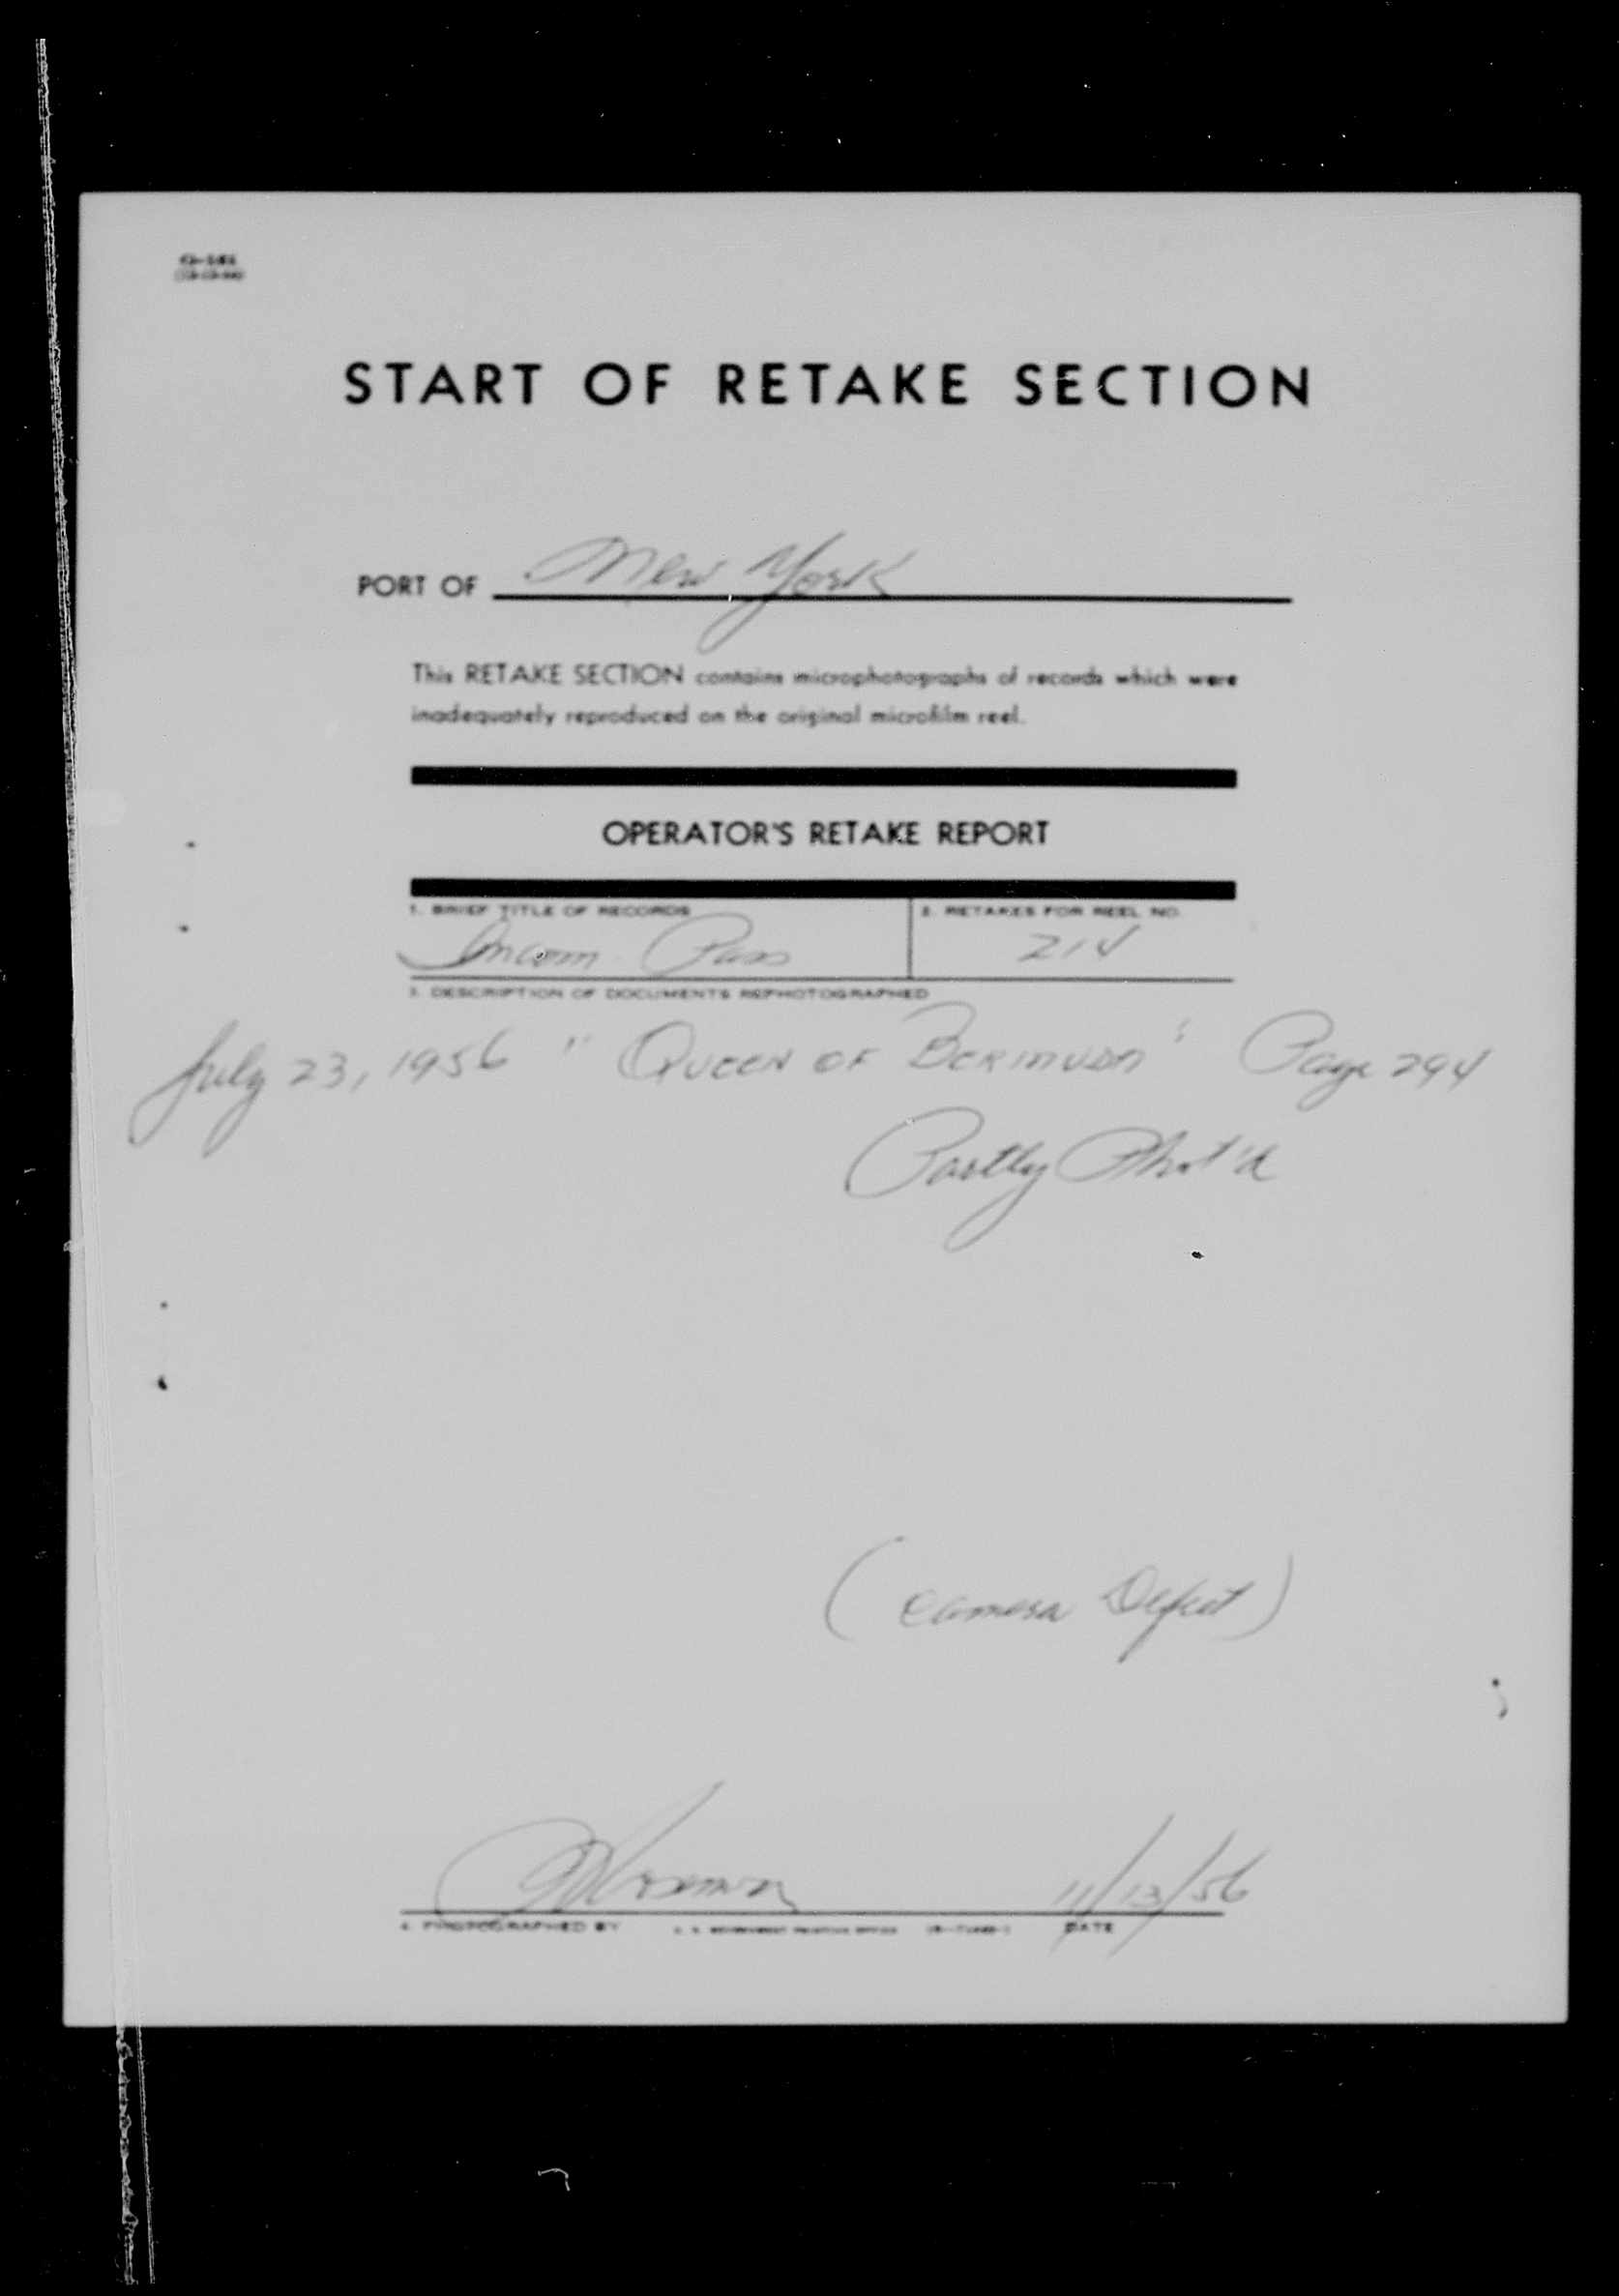 START OF RETAKE SECTION
PORT OF New York
This RETAKE SECTION contains microphotographs of records which were
inadequately reproduced on the original microfilm reel.
OPERATOR'S RETAKE REPORT
1. BRIEF TITLE OF RECORDS 2. RETAKES FOR REEL NO.
Incom. Pass 214
3. DESCRIPTION OF DOCUMENTS REPHOTOGRAPHED
July 23, 1956 "QUEEN OF BERMUDA" Page 294
Partly Phot'd
(Camera Defect)
11/13/56
4. PHOTOGRAPHED BY U. S. GOVERNMENT PRINTING OFFICE DATE